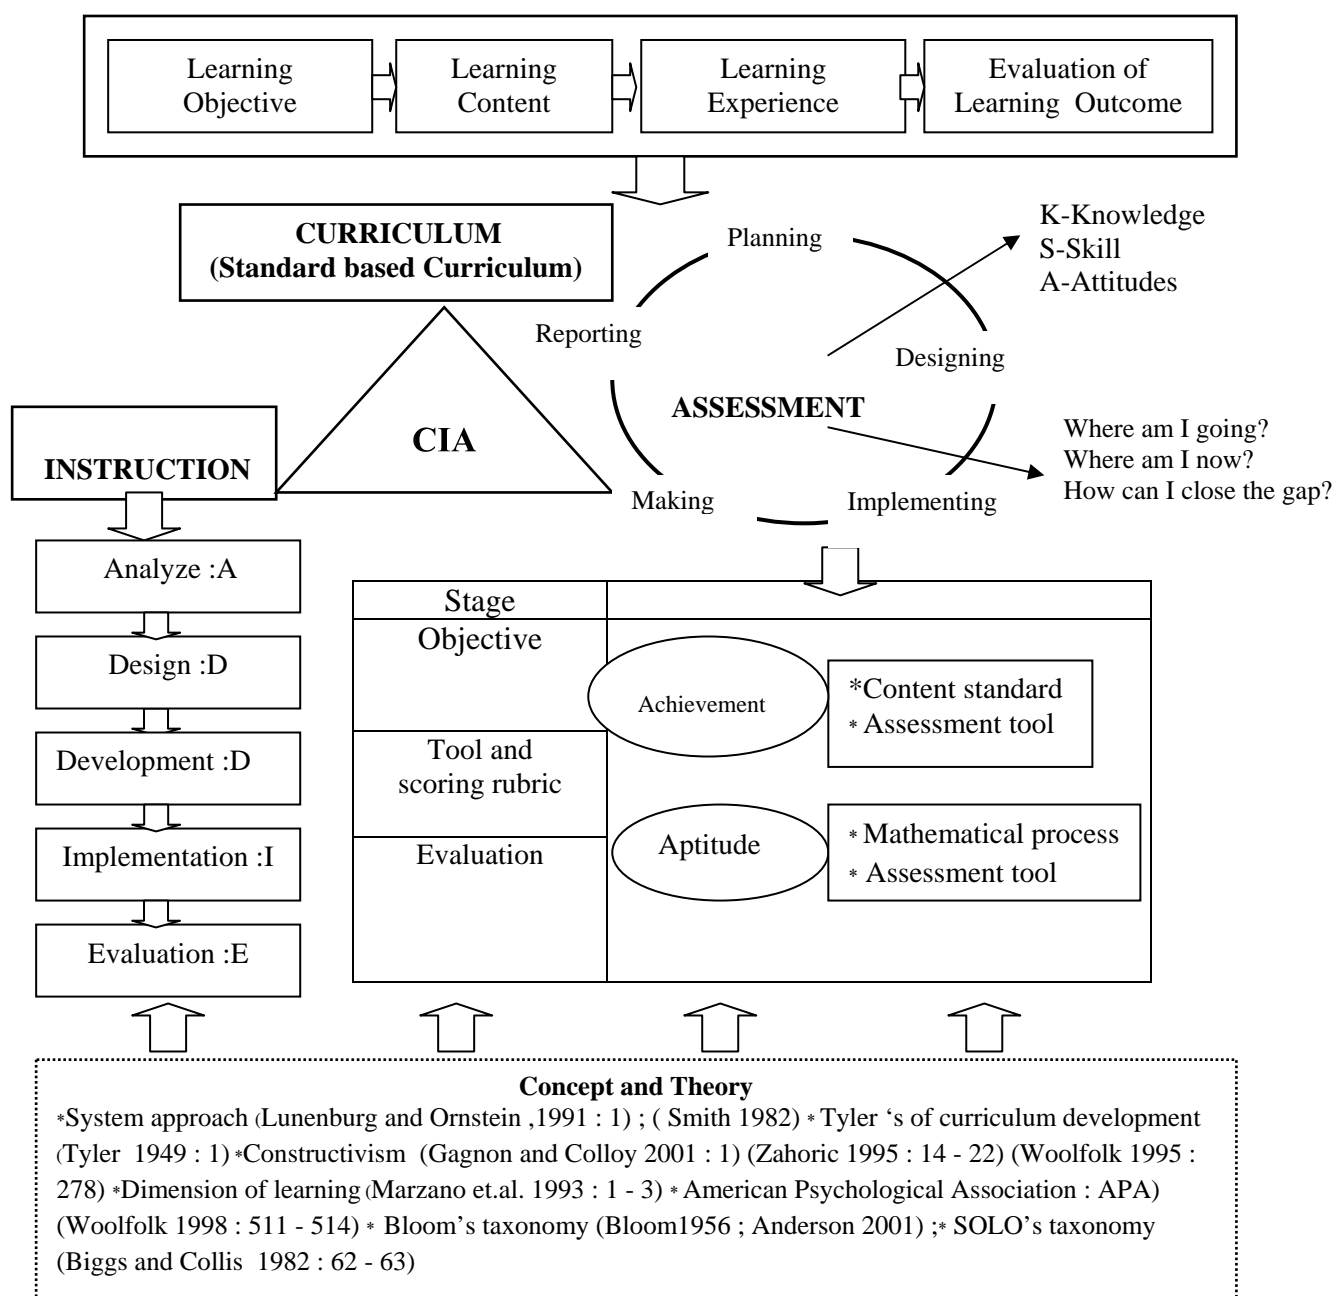 Learning
Objective
Learning
Content
Learning
Experience
Evaluation of
Learning Outcome
CURRICULUM
(Standard based Curriculum)
Planning
K-Knowledge
S-Skill
A-Attitudes
Reporting
Designing
ASSESSMENT
CIA
INSTRUCTION
Where am I going?
Where am I now?
How can I close the gap?
Making
Implementing
Analyze :A
Design :D
Development :D
Implementation :I
Evaluation :E
Stage
Objective
Tool and
scoring rubric
Evaluation
Achievement
*Content standard
* Assessment tool
Aptitude
* Mathematical process
* Assessment tool
Concept and Theory
*System approach (Lunenburg and Ornstein ,1991 : 1) ; ( Smith 1982) * Tyler ‘s of curriculum development
(Tyler 1949 : 1) *Constructivism (Gagnon and Colloy 2001 : 1) (Zahoric 1995 : 14 - 22) (Woolfolk 1995 :
278) *Dimension of learning (Marzano et.al. 1993 : 1 - 3) * American Psychological Association : APA)
(Woolfolk 1998 : 511 - 514) * Bloom’s taxonomy (Bloom1956 ; Anderson 2001) ;* SOLO’s taxonomy
(Biggs and Collis 1982 : 62 - 63)